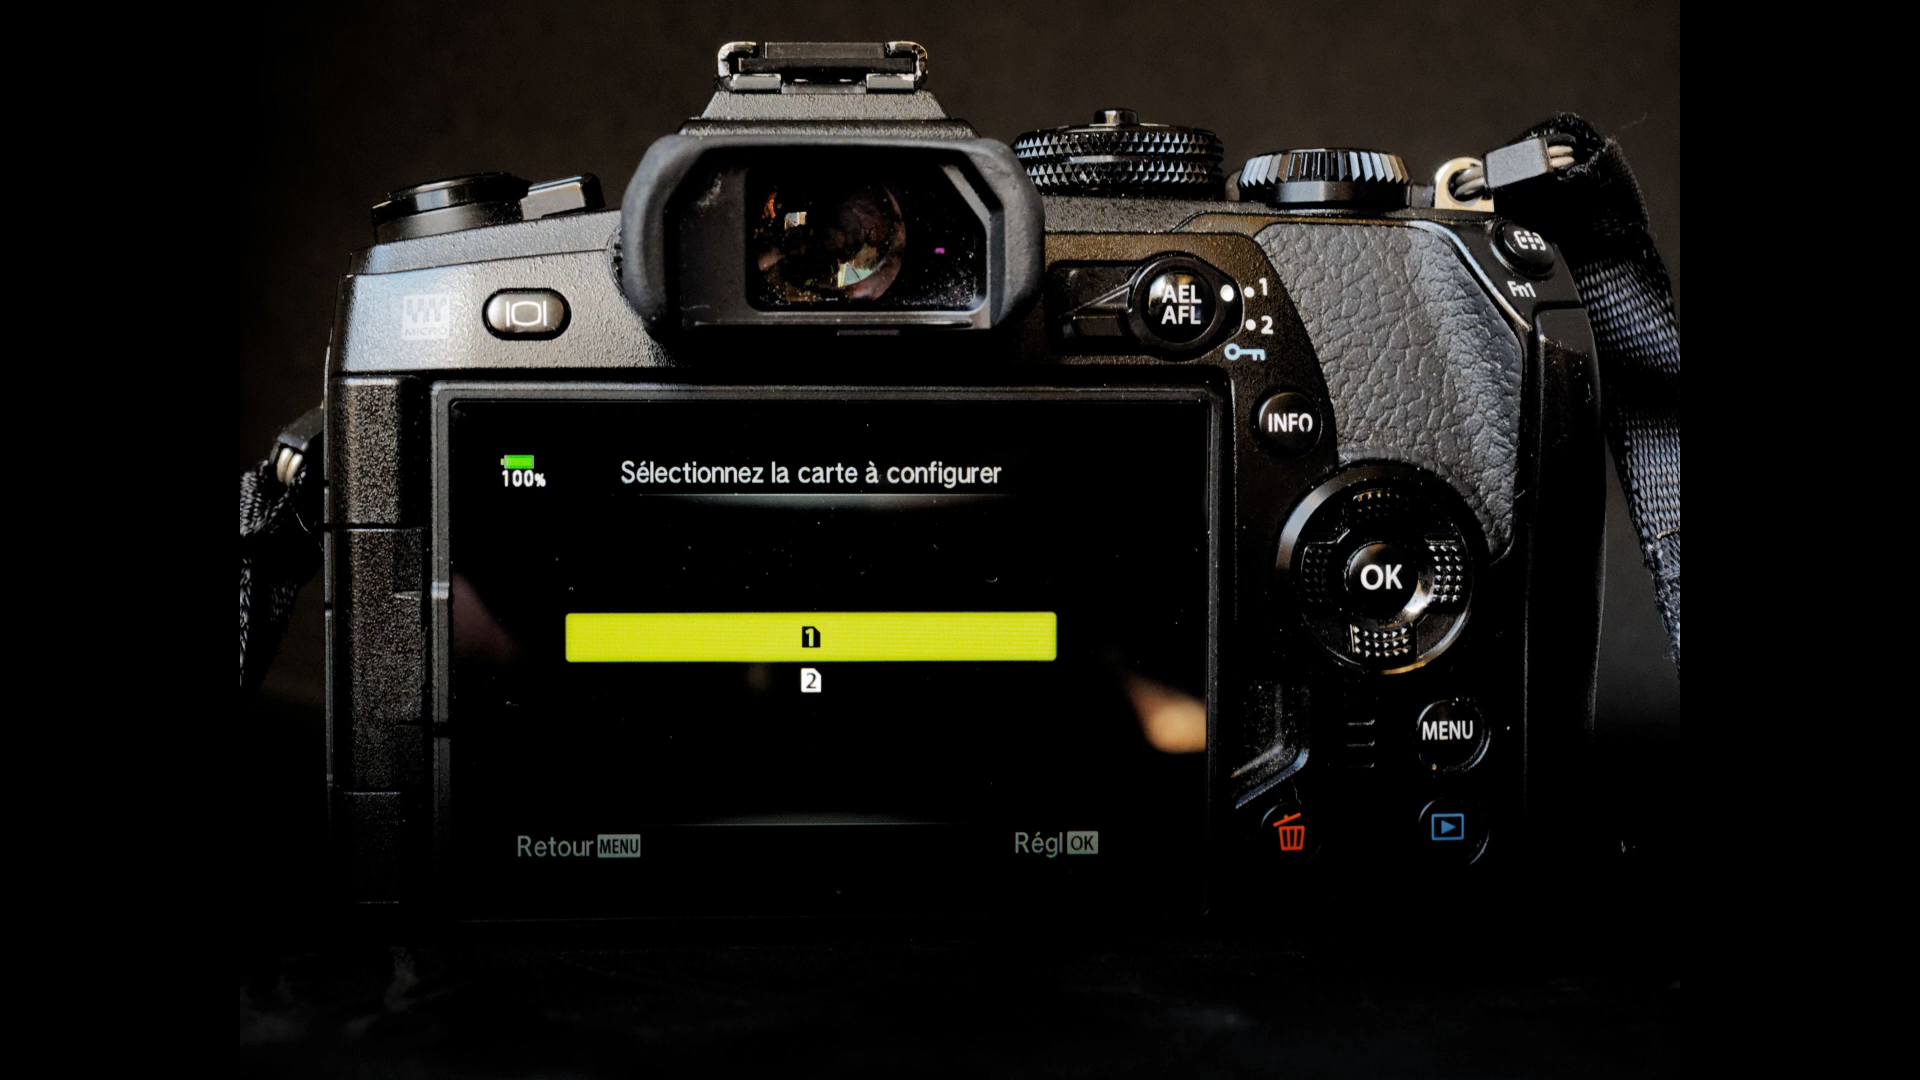 MICRO
AEL
AFL
1
2
Fn1
INFO
100%
Sélectionnez la carte à configurer
OK
1
2
MENU
Retour MENU
Régl OK